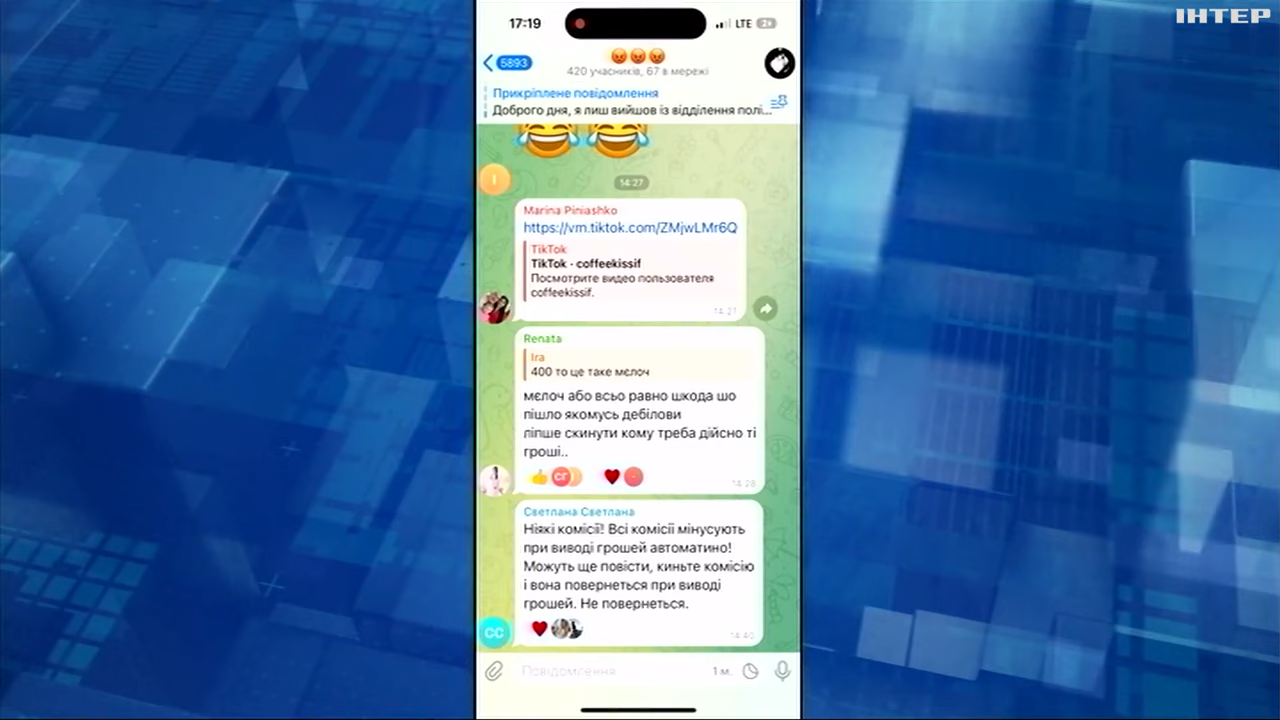 ІНТЕР
17:19
LTE
5893
😡😡😡
420 учасників, 67 в мережі
Прикріплене повідомлення
Доброго дня, я лиш вийшов із відділення полі...
14:27
Marina Piniashko
https://vm.tiktok.com/ZMjwLMr6Q
TikTok
TikTok · coffeekissif
Посмотрите видео пользователя
coffeekissif.
14:27
Renata
Ira
400 то це таке мєлоч
мєлоч або всьо равно шкода шо
пішло якомусь дебілови
ліпше скинути кому треба дійсно ті
гроші..
СГ
14:28
Светлана Светлана
Ніякі комісії! Всі комісії мінусують
при виводі грошей автоматино!
Можуть ще повісти, киньте комісію
і вона повернеться при виводі
грошей. Не повернеться.
СС
14:40
Повідомлення
1 м.